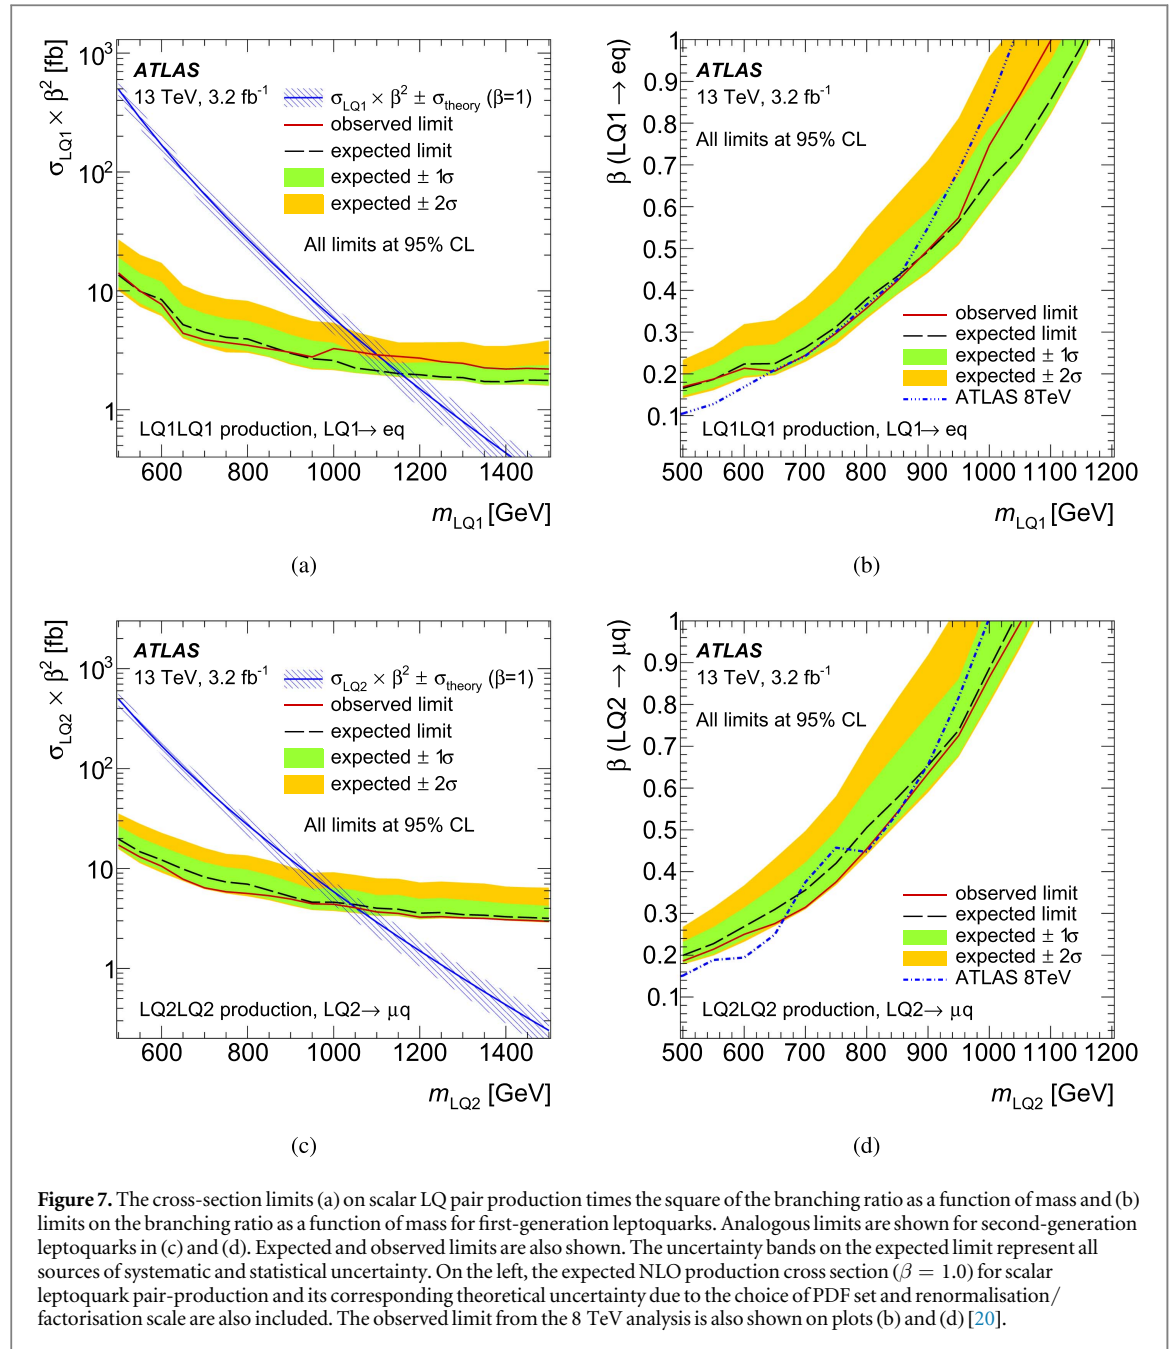 ATLAS
13 TeV, 3.2 fb⁻¹
σ_LQ1 × β² ± σ_theory (β=1)
observed limit
expected limit
expected ± 1σ
expected ± 2σ
All limits at 95% CL
LQ1LQ1 production, LQ1→ eq
σ_LQ1 × β² [fb]
10³
10²
10
1
600 800 1000 1200 1400
m_LQ1 [GeV]
(a)
ATLAS
13 TeV, 3.2 fb⁻¹
All limits at 95% CL
observed limit
expected limit
expected ± 1σ
expected ± 2σ
ATLAS 8TeV
LQ1LQ1 production, LQ1→ eq
β (LQ1 → eq)
1
0.9
0.8
0.7
0.6
0.5
0.4
0.3
0.2
0.1
500 600 700 800 900 1000 1100 1200
m_LQ1 [GeV]
(b)
ATLAS
13 TeV, 3.2 fb⁻¹
σ_LQ2 × β² ± σ_theory (β=1)
observed limit
expected limit
expected ± 1σ
expected ± 2σ
All limits at 95% CL
LQ2LQ2 production, LQ2→ μq
σ_LQ2 × β² [fb]
10³
10²
10
1
600 800 1000 1200 1400
m_LQ2 [GeV]
(c)
ATLAS
13 TeV, 3.2 fb⁻¹
All limits at 95% CL
observed limit
expected limit
expected ± 1σ
expected ± 2σ
ATLAS 8TeV
LQ2LQ2 production, LQ2→ μq
β (LQ2 → μq)
1
0.9
0.8
0.7
0.6
0.5
0.4
0.3
0.2
0.1
500 600 700 800 900 1000 1100 1200
m_LQ2 [GeV]
(d)
Figure 7. The cross-section limits (a) on scalar LQ pair production times the square of the branching ratio as a function of mass and (b)
limits on the branching ratio as a function of mass for first-generation leptoquarks. Analogous limits are shown for second-generation
leptoquarks in (c) and (d). Expected and observed limits are also shown. The uncertainty bands on the expected limit represent all
sources of systematic and statistical uncertainty. On the left, the expected NLO production cross section (β = 1.0) for scalar
leptoquark pair-production and its corresponding theoretical uncertainty due to the choice of PDF set and renormalisation/
factorisation scale are also included. The observed limit from the 8 TeV analysis is also shown on plots (b) and (d) [20].